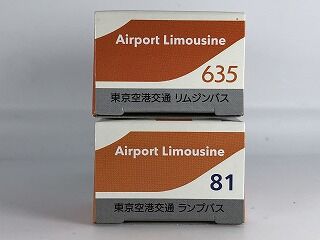 Airport Limousine
635
東京空港交通 リムジンバス
Airport Limousine
81
東京空港交通 ランプバス